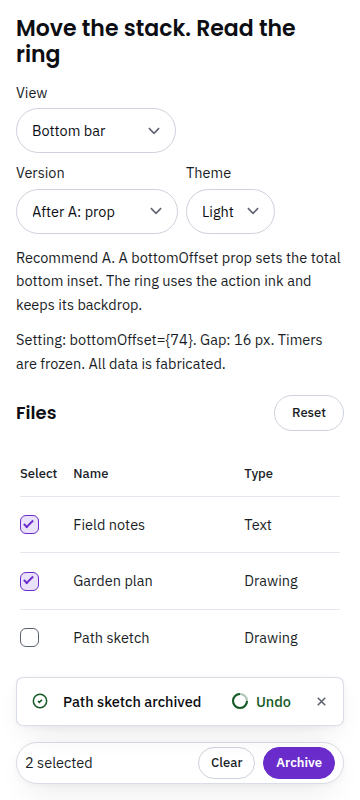 Move the stack. Read the
ring
View
Bottom bar
Version Theme
After A: prop Light
Recommend A. A bottomOffset prop sets the total
bottom inset. The ring uses the action ink and
keeps its backdrop.
Setting: bottomOffset={74}. Gap: 16 px. Timers
are frozen. All data is fabricated.
Files Reset
Select Name Type
Field notes Text
Garden plan Drawing
Path sketch Drawing
Path sketch archived Undo
2 selected Clear Archive